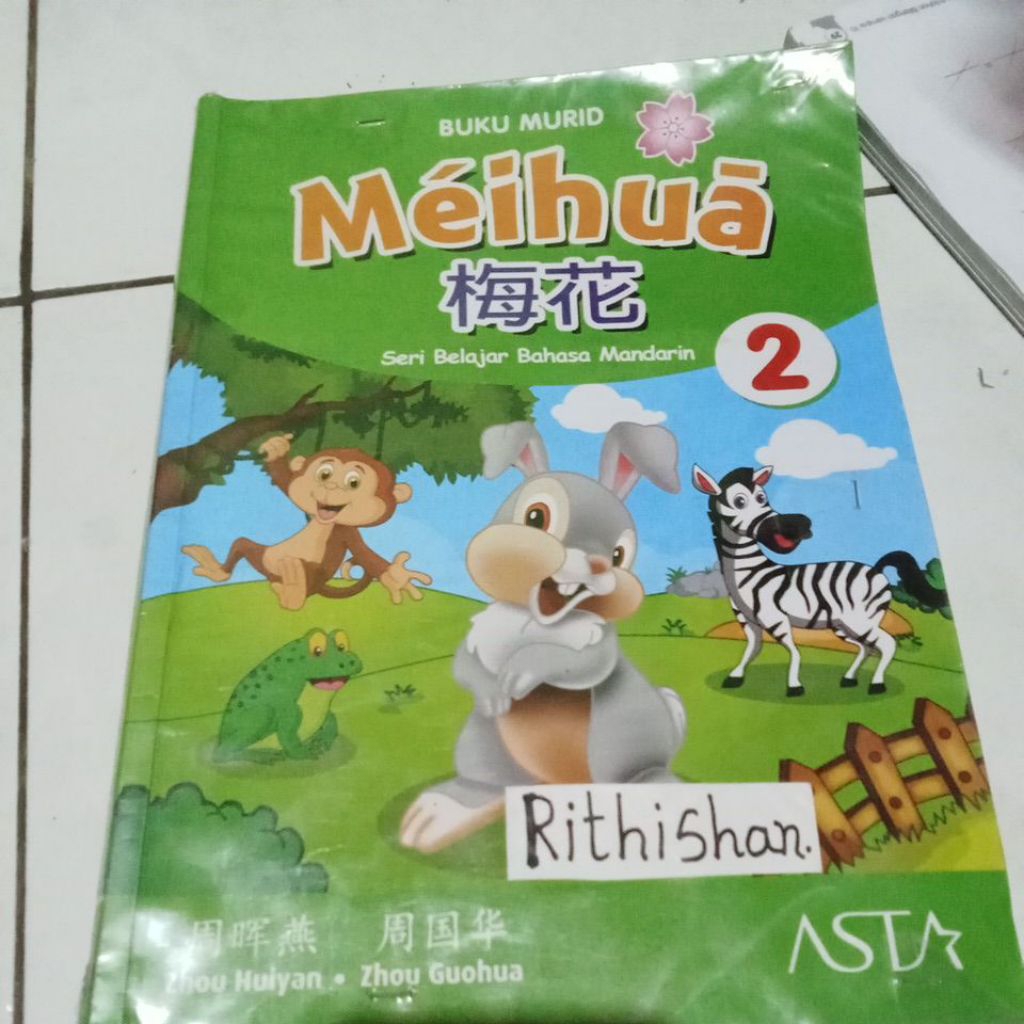 BUKU MURID
Méihuā
梅花
Seri Belajar Bahasa Mandarin
2
Rithishan.
周晖燕 周国华
Zhou Huiyan • Zhou Guohua
ASTA